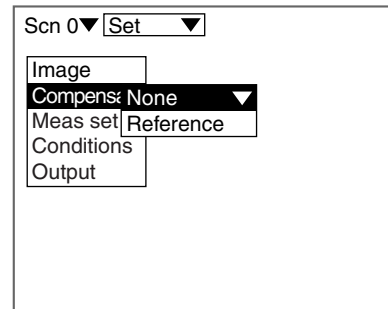 Scn 0▼ Set ▼
Image
Compensa None ▼
Meas set Reference
Conditions
Output